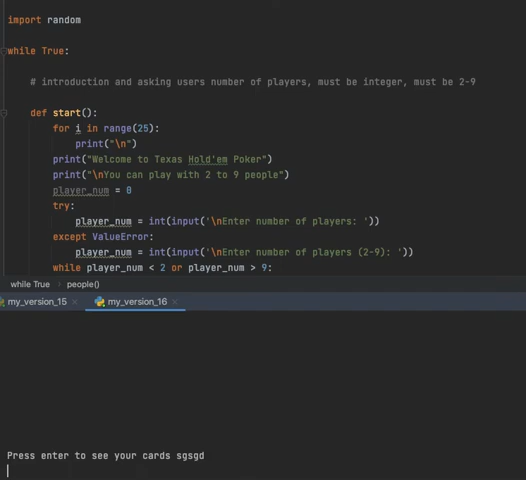 import random
while True:
# introduction and asking users number of players, must be integer, must be 2-9
def start():
for i in range(25):
print("\n")
print("Welcome to Texas Hold'em Poker")
print("\nYou can play with 2 to 9 people")
player_num = 0
try:
player_num = int(input('\nEnter number of players: '))
except ValueError:
player_num = int(input('\nEnter number of players (2-9): '))
while player_num < 2 or player_num > 9:
while True > people()
my_version_15 × my_version_16 ×
Press enter to see your cards sgsgd